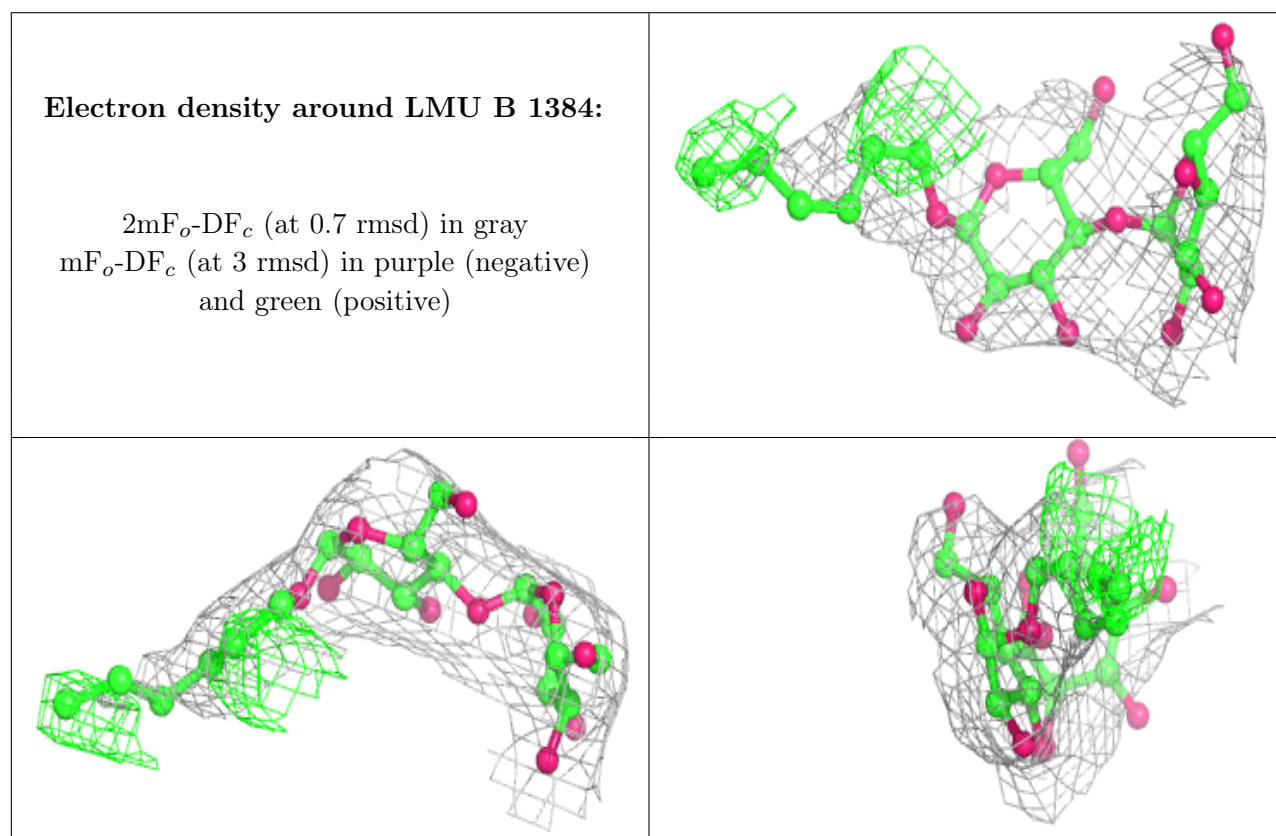 Electron density around LMU B 1384:
2mFo-DFc (at 0.7 rmsd) in gray
mFo-DFc (at 3 rmsd) in purple (negative)
and green (positive)